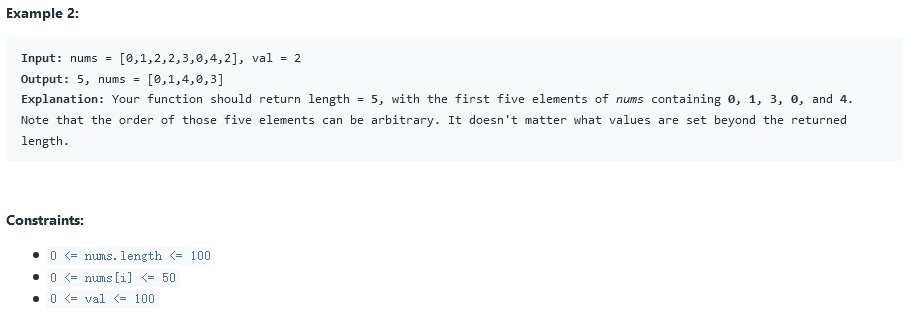 Example 2:
Input: nums = [0,1,2,2,3,0,4,2], val = 2
Output: 5, nums = [0,1,4,0,3]
Explanation: Your function should return length = 5, with the first five elements of nums containing 0, 1, 3, 0, and 4.
Note that the order of those five elements can be arbitrary. It doesn't matter what values are set beyond the returned
length.
Constraints:
0 <= nums.length <= 100
0 <= nums[i] <= 50
0 <= val <= 100